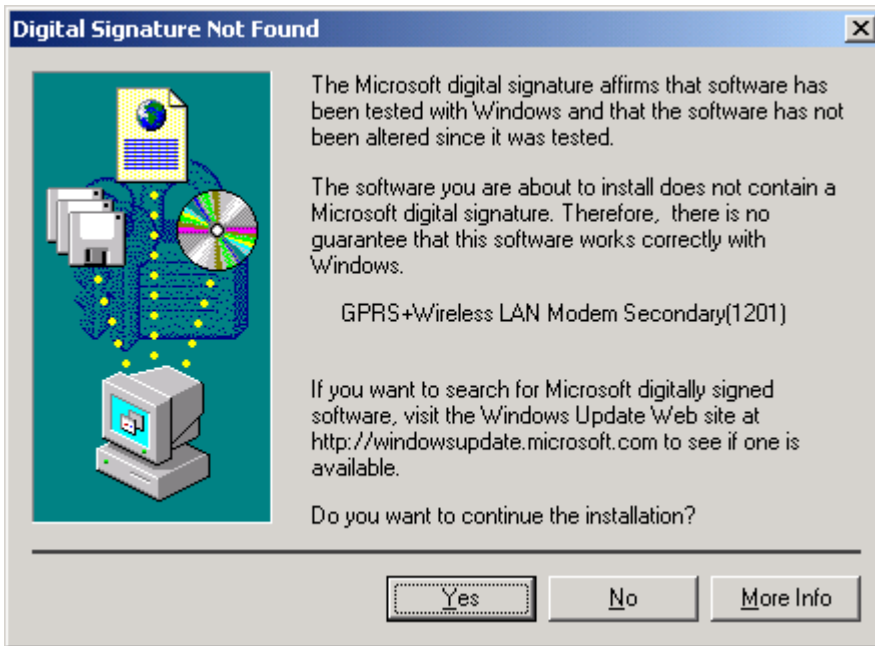 Digital Signature Not Found
The Microsoft digital signature affirms that software has
been tested with Windows and that the software has not
been altered since it was tested.
The software you are about to install does not contain a
Microsoft digital signature. Therefore,  there is no
guarantee that this software works correctly with
Windows.
GPRS+Wireless LAN Modem Secondary(1201)
If you want to search for Microsoft digitally signed
software, visit the Windows Update Web site at
http://windowsupdate.microsoft.com to see if one is
available.
Do you want to continue the installation?
Yes
No
More Info